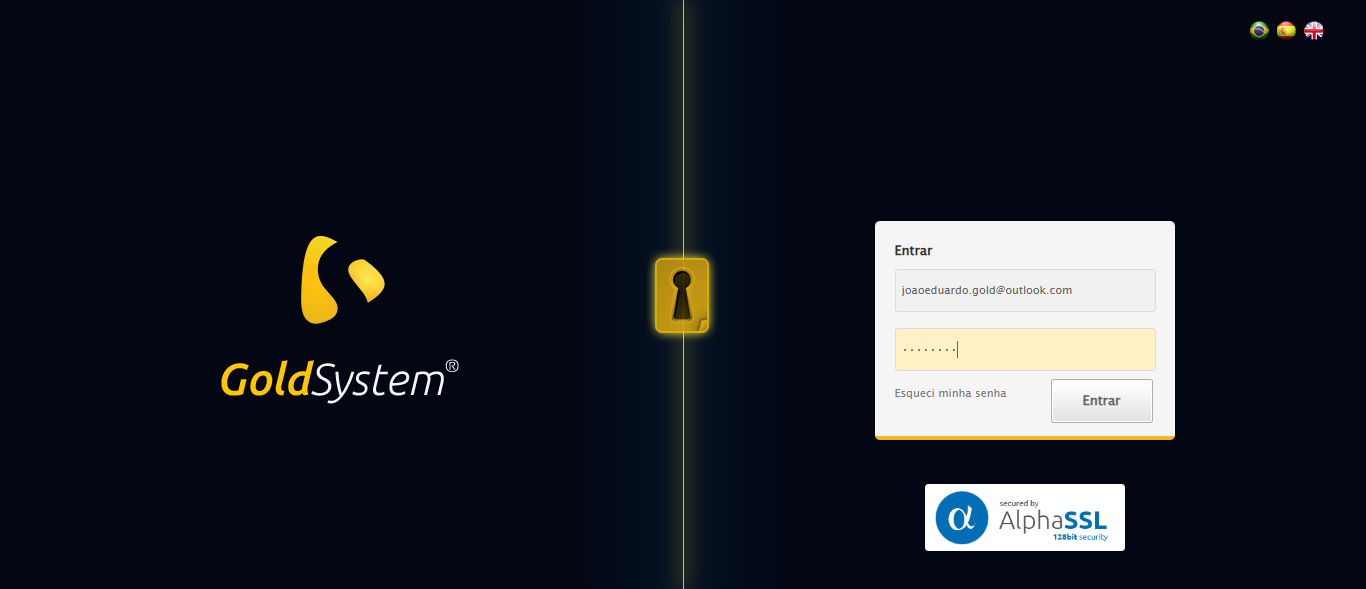 GoldSystem®
Entrar
joaoeduardo.gold@outlook.com
········
Esqueci minha senha
Entrar
α
secured by
AlphaSSL
128bit security